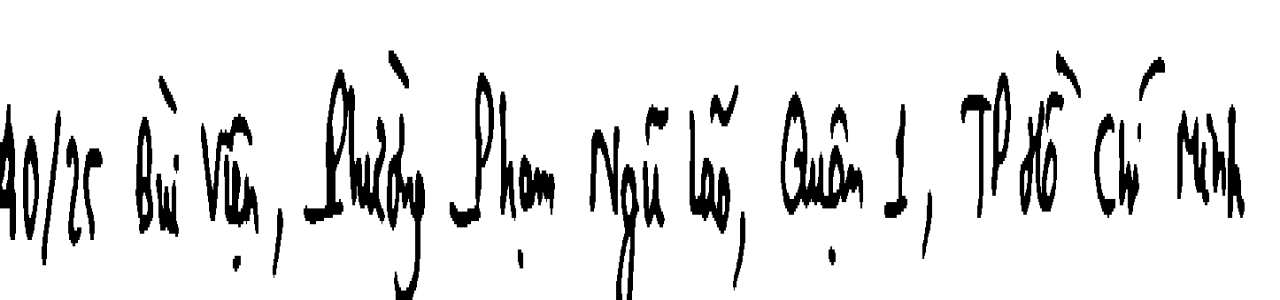 40/25 Bùi Viện, Phường Phạm Ngũ Lão, Quận 1, TP Hồ Chí Minh